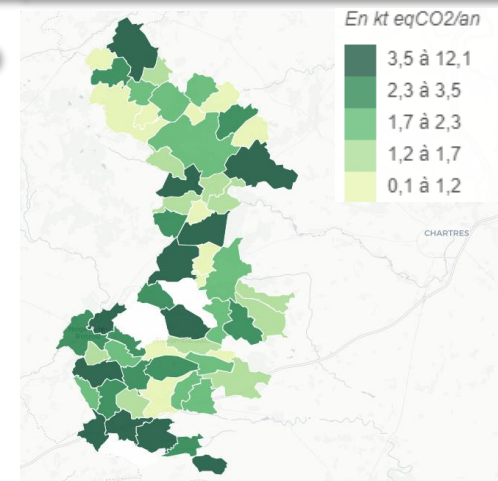 En kt eqCO2/an
3,5 à 12,1
2,3 à 3,5
1,7 à 2,3
1,2 à 1,7
0,1 à 1,2
CHARTRES